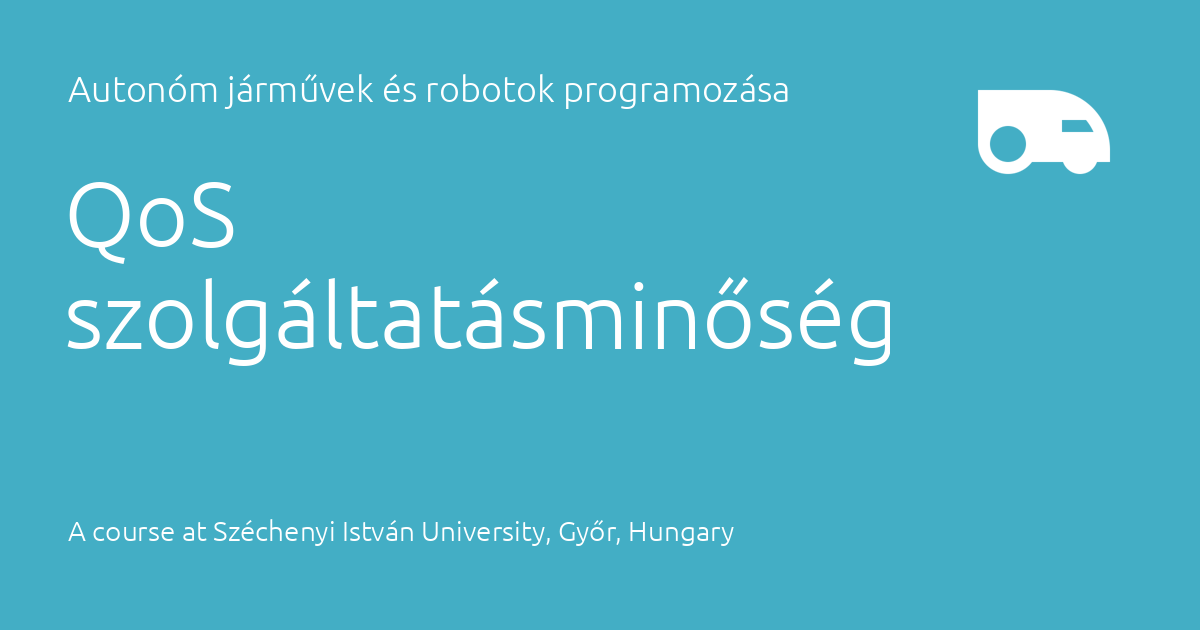 Autonóm járművek és robotok programozása
QoS
szolgáltatásminőség
A course at Széchenyi István University, Győr, Hungary